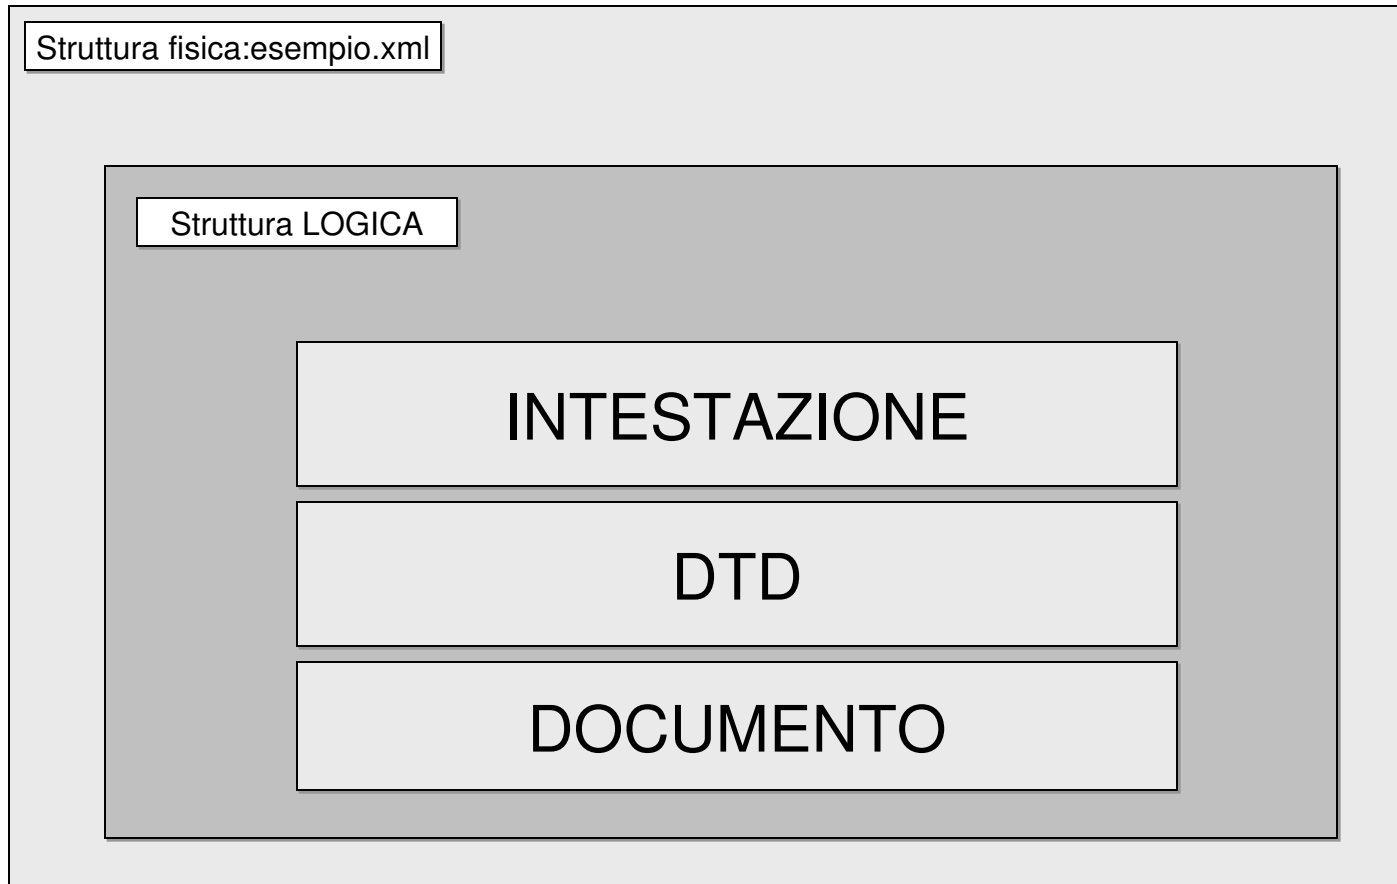 Struttura fisica:esempio.xml
Struttura LOGICA
INTESTAZIONE
DTD
DOCUMENTO